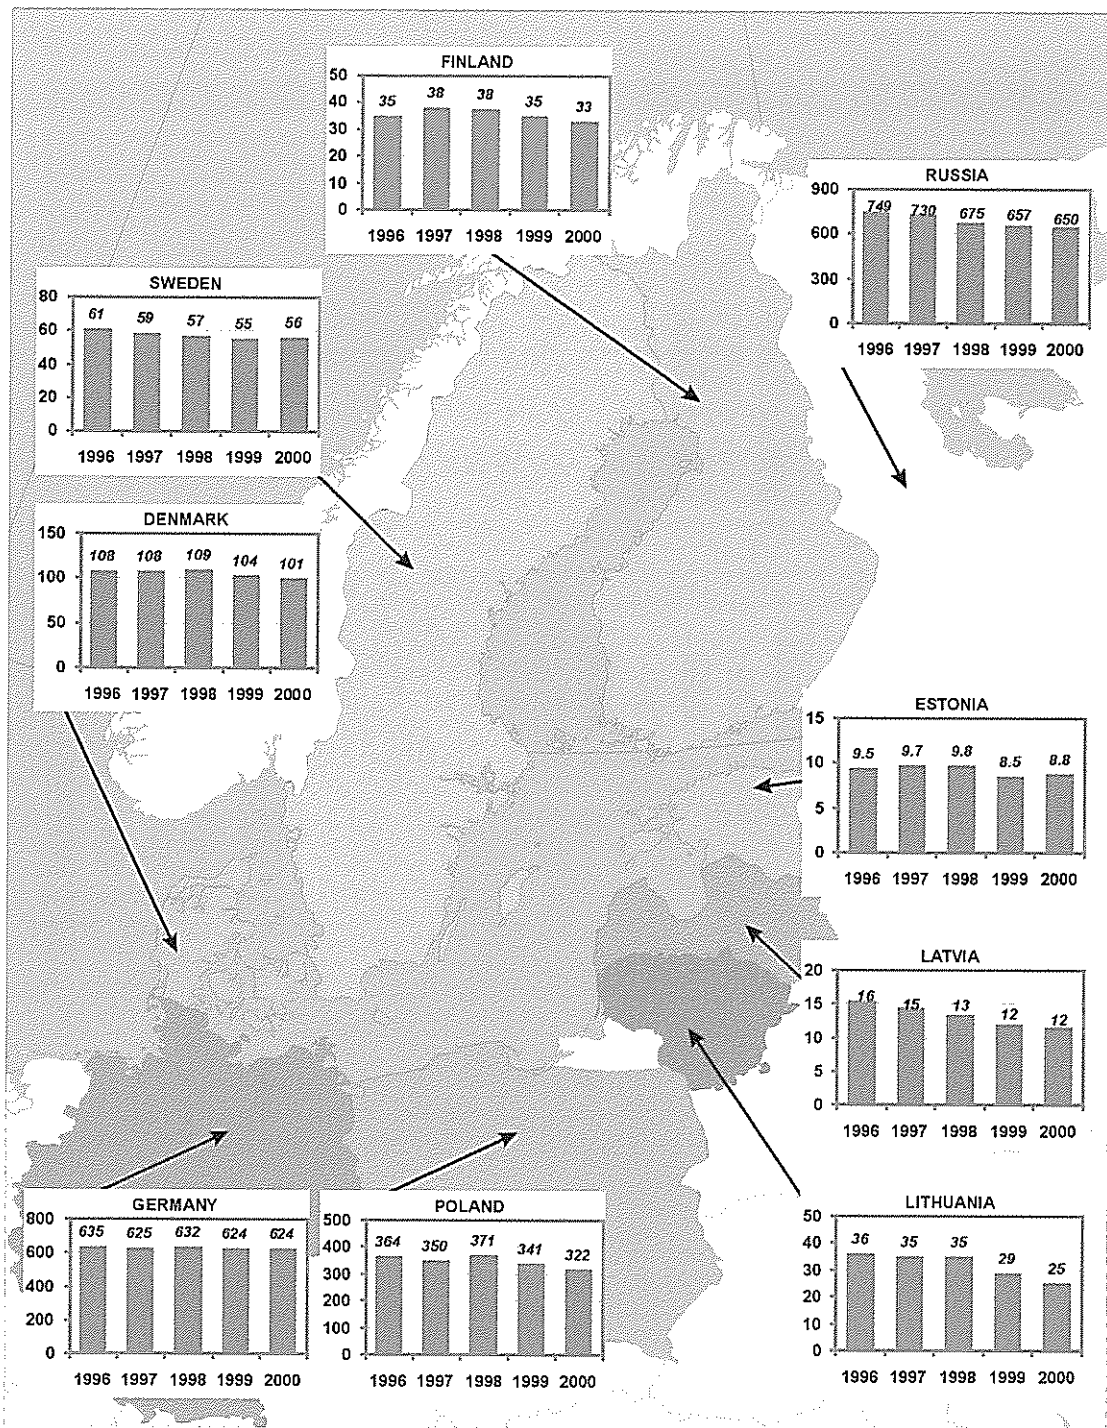 FINLAND
50
40
30
20
10
0
35 38 38 35 33
1996 1997 1998 1999 2000
RUSSIA
900
600
300
0
749 730 675 657 650
1996 1997 1998 1999 2000
SWEDEN
80
60
40
20
0
61 59 57 55 56
1996 1997 1998 1999 2000
DENMARK
150
100
50
0
108 108 109 104 101
1996 1997 1998 1999 2000
ESTONIA
15
10
5
0
9.5 9.7 9.8 8.5 8.8
1996 1997 1998 1999 2000
LATVIA
20
15
10
5
0
16 15 13 12 12
1996 1997 1998 1999 2000
GERMANY
800
600
400
200
0
635 625 632 624 624
1996 1997 1998 1999 2000
POLAND
500
400
300
200
100
0
364 350 371 341 322
1996 1997 1998 1999 2000
LITHUANIA
50
40
30
20
10
0
36 35 35 29 25
1996 1997 1998 1999 2000